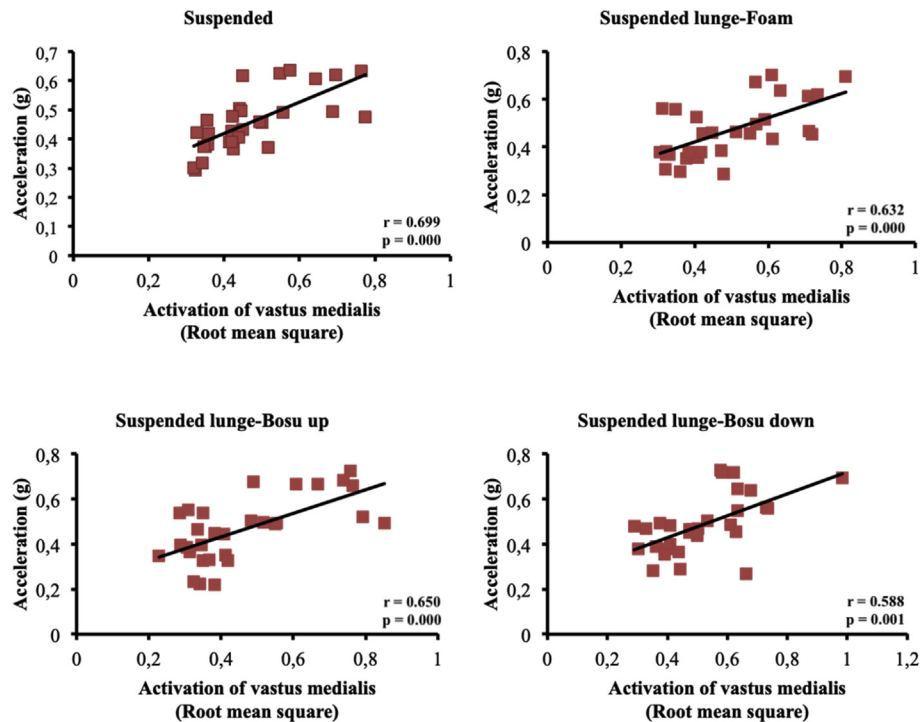 Suspended
0,7
0,6
0,5
0,4
0,3
0,2
0,1
0
Acceleration (g)
r = 0.699
p = 0.000
0 0,2 0,4 0,6 0,8 1
Activation of vastus medialis
(Root mean square)
Suspended lunge-Foam
0,8
0,6
0,4
0,2
0
Acceleration (g)
r = 0.632
p = 0.000
0 0,2 0,4 0,6 0,8 1
Activation of vastus medialis
(Root mean square)
Suspended lunge-Bosu up
0,8
0,6
0,4
0,2
0
Acceleration (g)
r = 0.650
p = 0.000
0 0,2 0,4 0,6 0,8 1
Activation of vastus medialis
(Root mean square)
Suspended lunge-Bosu down
0,8
0,6
0,4
0,2
0
Acceleration (g)
r = 0.588
p = 0.001
0 0,2 0,4 0,6 0,8 1 1,2
Activation of vastus medialis
(Root mean square)